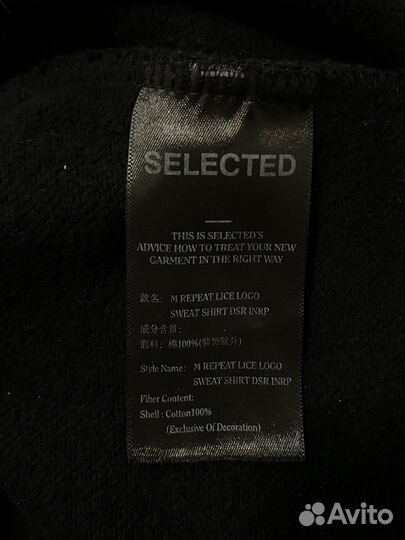 SELECTED
THIS IS SELECTED'S
ADVICE HOW TO TREAT YOUR NEW
GARMENT IN THE RIGHT WAY
款名: M REPEAT LICE LOGO
SWEAT SHIRT DSR INRP
成分含量:
面料: 棉100%(装饰除外)
Style Name: M REPEAT LICE LOGO
SWEAT SHIRT DSR INRP
Fiber Content:
Shell : Cotton100%
(Exclusive Of Decoration)
Avito